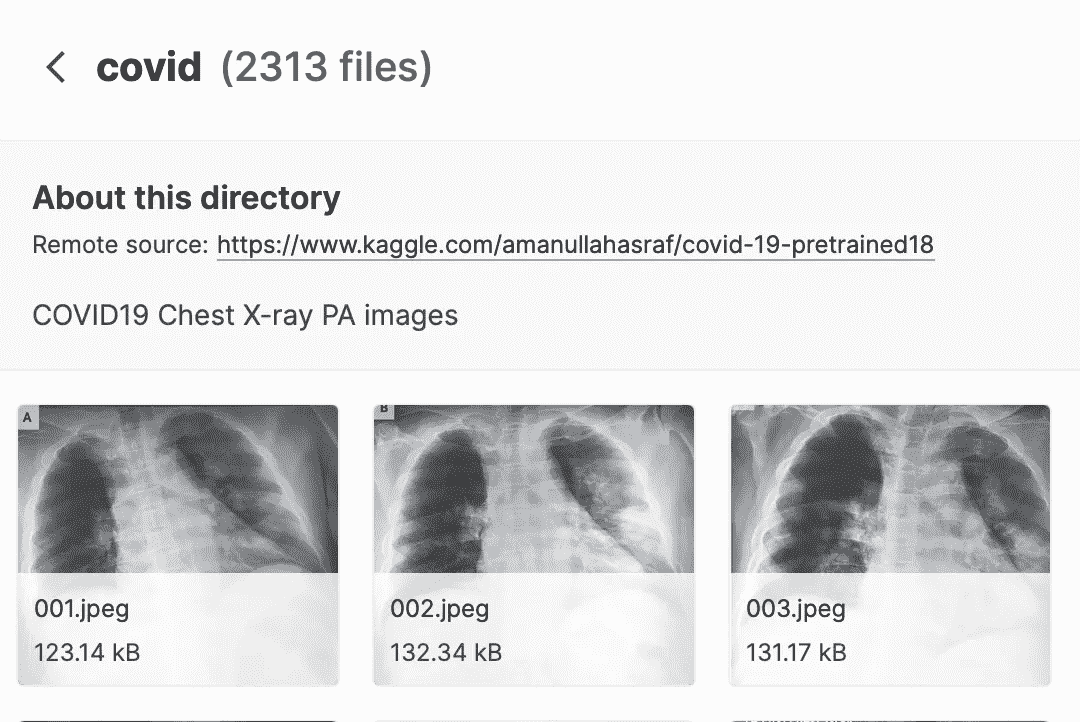 covid (2313 files)
About this directory
Remote source: https://www.kaggle.com/amanullahasraf/covid-19-pretrained18
COVID19 Chest X-ray PA images
A
B
001.jpeg
002.jpeg
003.jpeg
123.14 kB
132.34 kB
131.17 kB